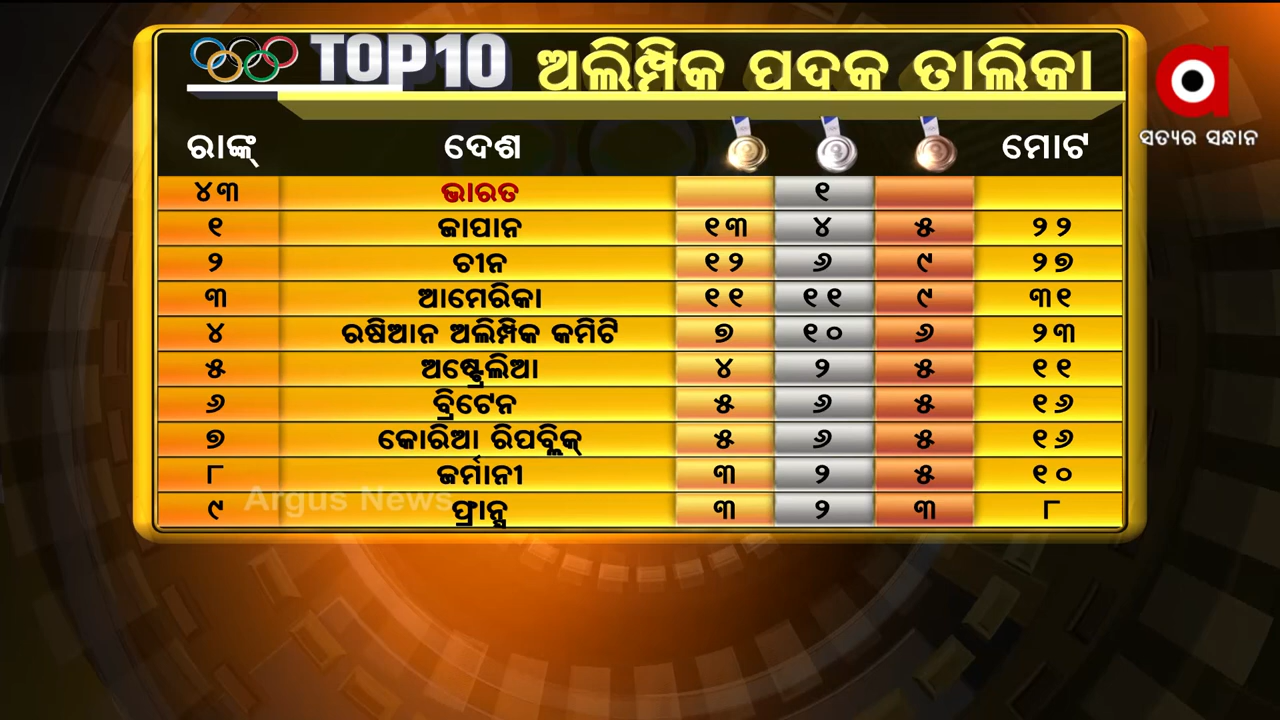 TOP10 ଅଲିମ୍ପିକ ପଦକ ତାଲିକା
ସତ୍ୟର ସନ୍ଧାନ
ରାଙ୍କ୍ ଦେଶ ମୋଟ
୪୩ ଭାରତ ୧
୧ ଜାପାନ ୧୩ ୪ ୫ ୨୨
୨ ଚୀନ ୧୨ ୬ ୯ ୨୭
୩ ଆମେରିକା ୧୧ ୧୧ ୯ ୩୧
୪ ଋଷିଆନ ଅଲିମ୍ପିକ କମିଟି ୭ ୧୦ ୬ ୨୩
୫ ଅଷ୍ଟ୍ରେଲିଆ ୪ ୨ ୫ ୧୧
୬ ବ୍ରିଟେନ ୫ ୬ ୫ ୧୬
୭ କୋରିଆ ରିପବ୍ଲିକ୍ ୫ ୬ ୫ ୧୬
୮ ଜର୍ମାନୀ ୩ ୨ ୫ ୧୦
୯ ଫ୍ରାନ୍ସ ୩ ୨ ୩ ୮
Argus News